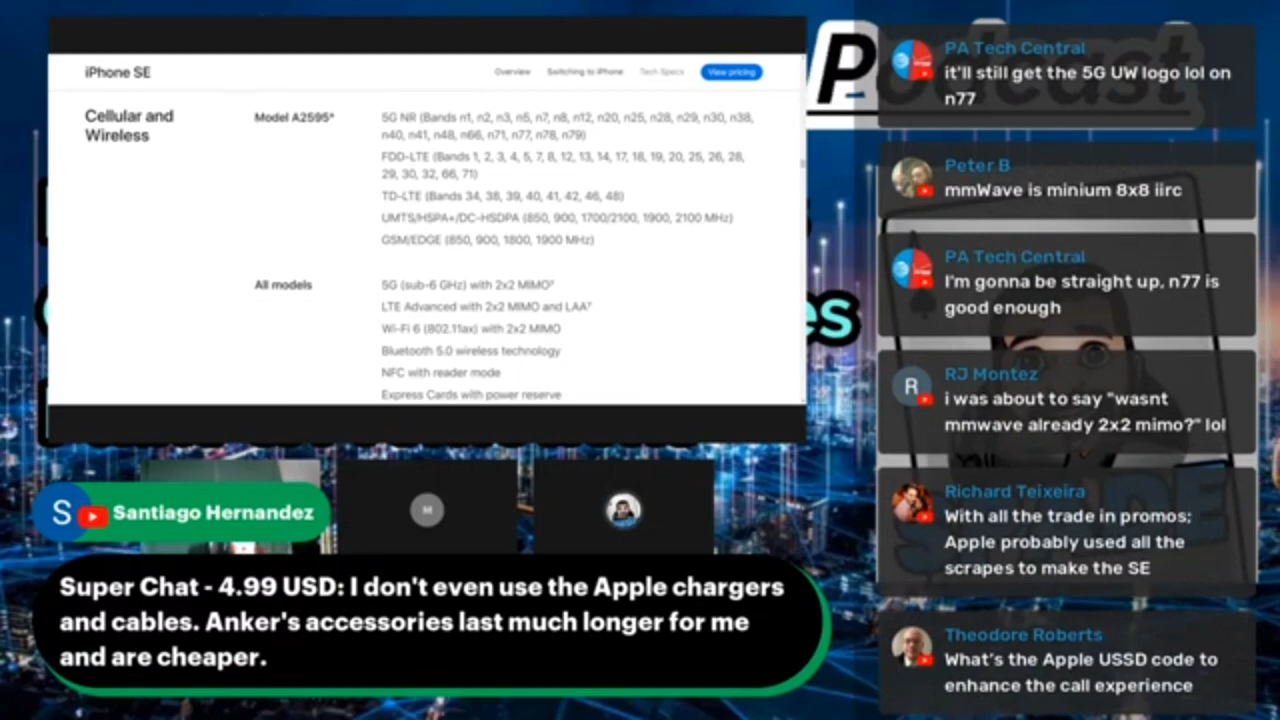 iPhone SE
Overview
Switching to iPhone
Tech Specs
View pricing
Cellular and
Wireless
Model A2595*
5G NR (Bands n1, n2, n3, n5, n7, n8, n12, n20, n25, n28, n29, n30, n38,
n40, n41, n48, n66, n71, n77, n78, n79)
FDD-LTE (Bands 1, 2, 3, 4, 5, 7, 8, 12, 13, 14, 17, 18, 19, 20, 25, 26, 28,
29, 30, 32, 66, 71)
TD-LTE (Bands 34, 38, 39, 40, 41, 42, 46, 48)
UMTS/HSPA+/DC-HSDPA (850, 900, 1700/2100, 1900, 2100 MHz)
GSM/EDGE (850, 900, 1800, 1900 MHz)
All models
5G (sub-6 GHz) with 2x2 MIMO⁷
LTE Advanced with 2x2 MIMO and LAA⁷
Wi-Fi 6 (802.11ax) with 2x2 MIMO
Bluetooth 5.0 wireless technology
NFC with reader mode
Express Cards with power reserve
Podcast
es
M
S
Santiago Hernandez
Super Chat - 4.99 USD: I don't even use the Apple chargers
and cables. Anker's accessories last much longer for me
and are cheaper.
PA Tech Central
it'll still get the 5G UW logo lol on
n77
Peter B
mmWave is minium 8x8 iirc
PA Tech Central
I'm gonna be straight up, n77 is
good enough
R
RJ Montez
i was about to say "wasnt
mmwave already 2x2 mimo?" lol
Richard Teixeira
With all the trade in promos;
Apple probably used all the
scrapes to make the SE
Theodore Roberts
What's the Apple USSD code to
enhance the call experience